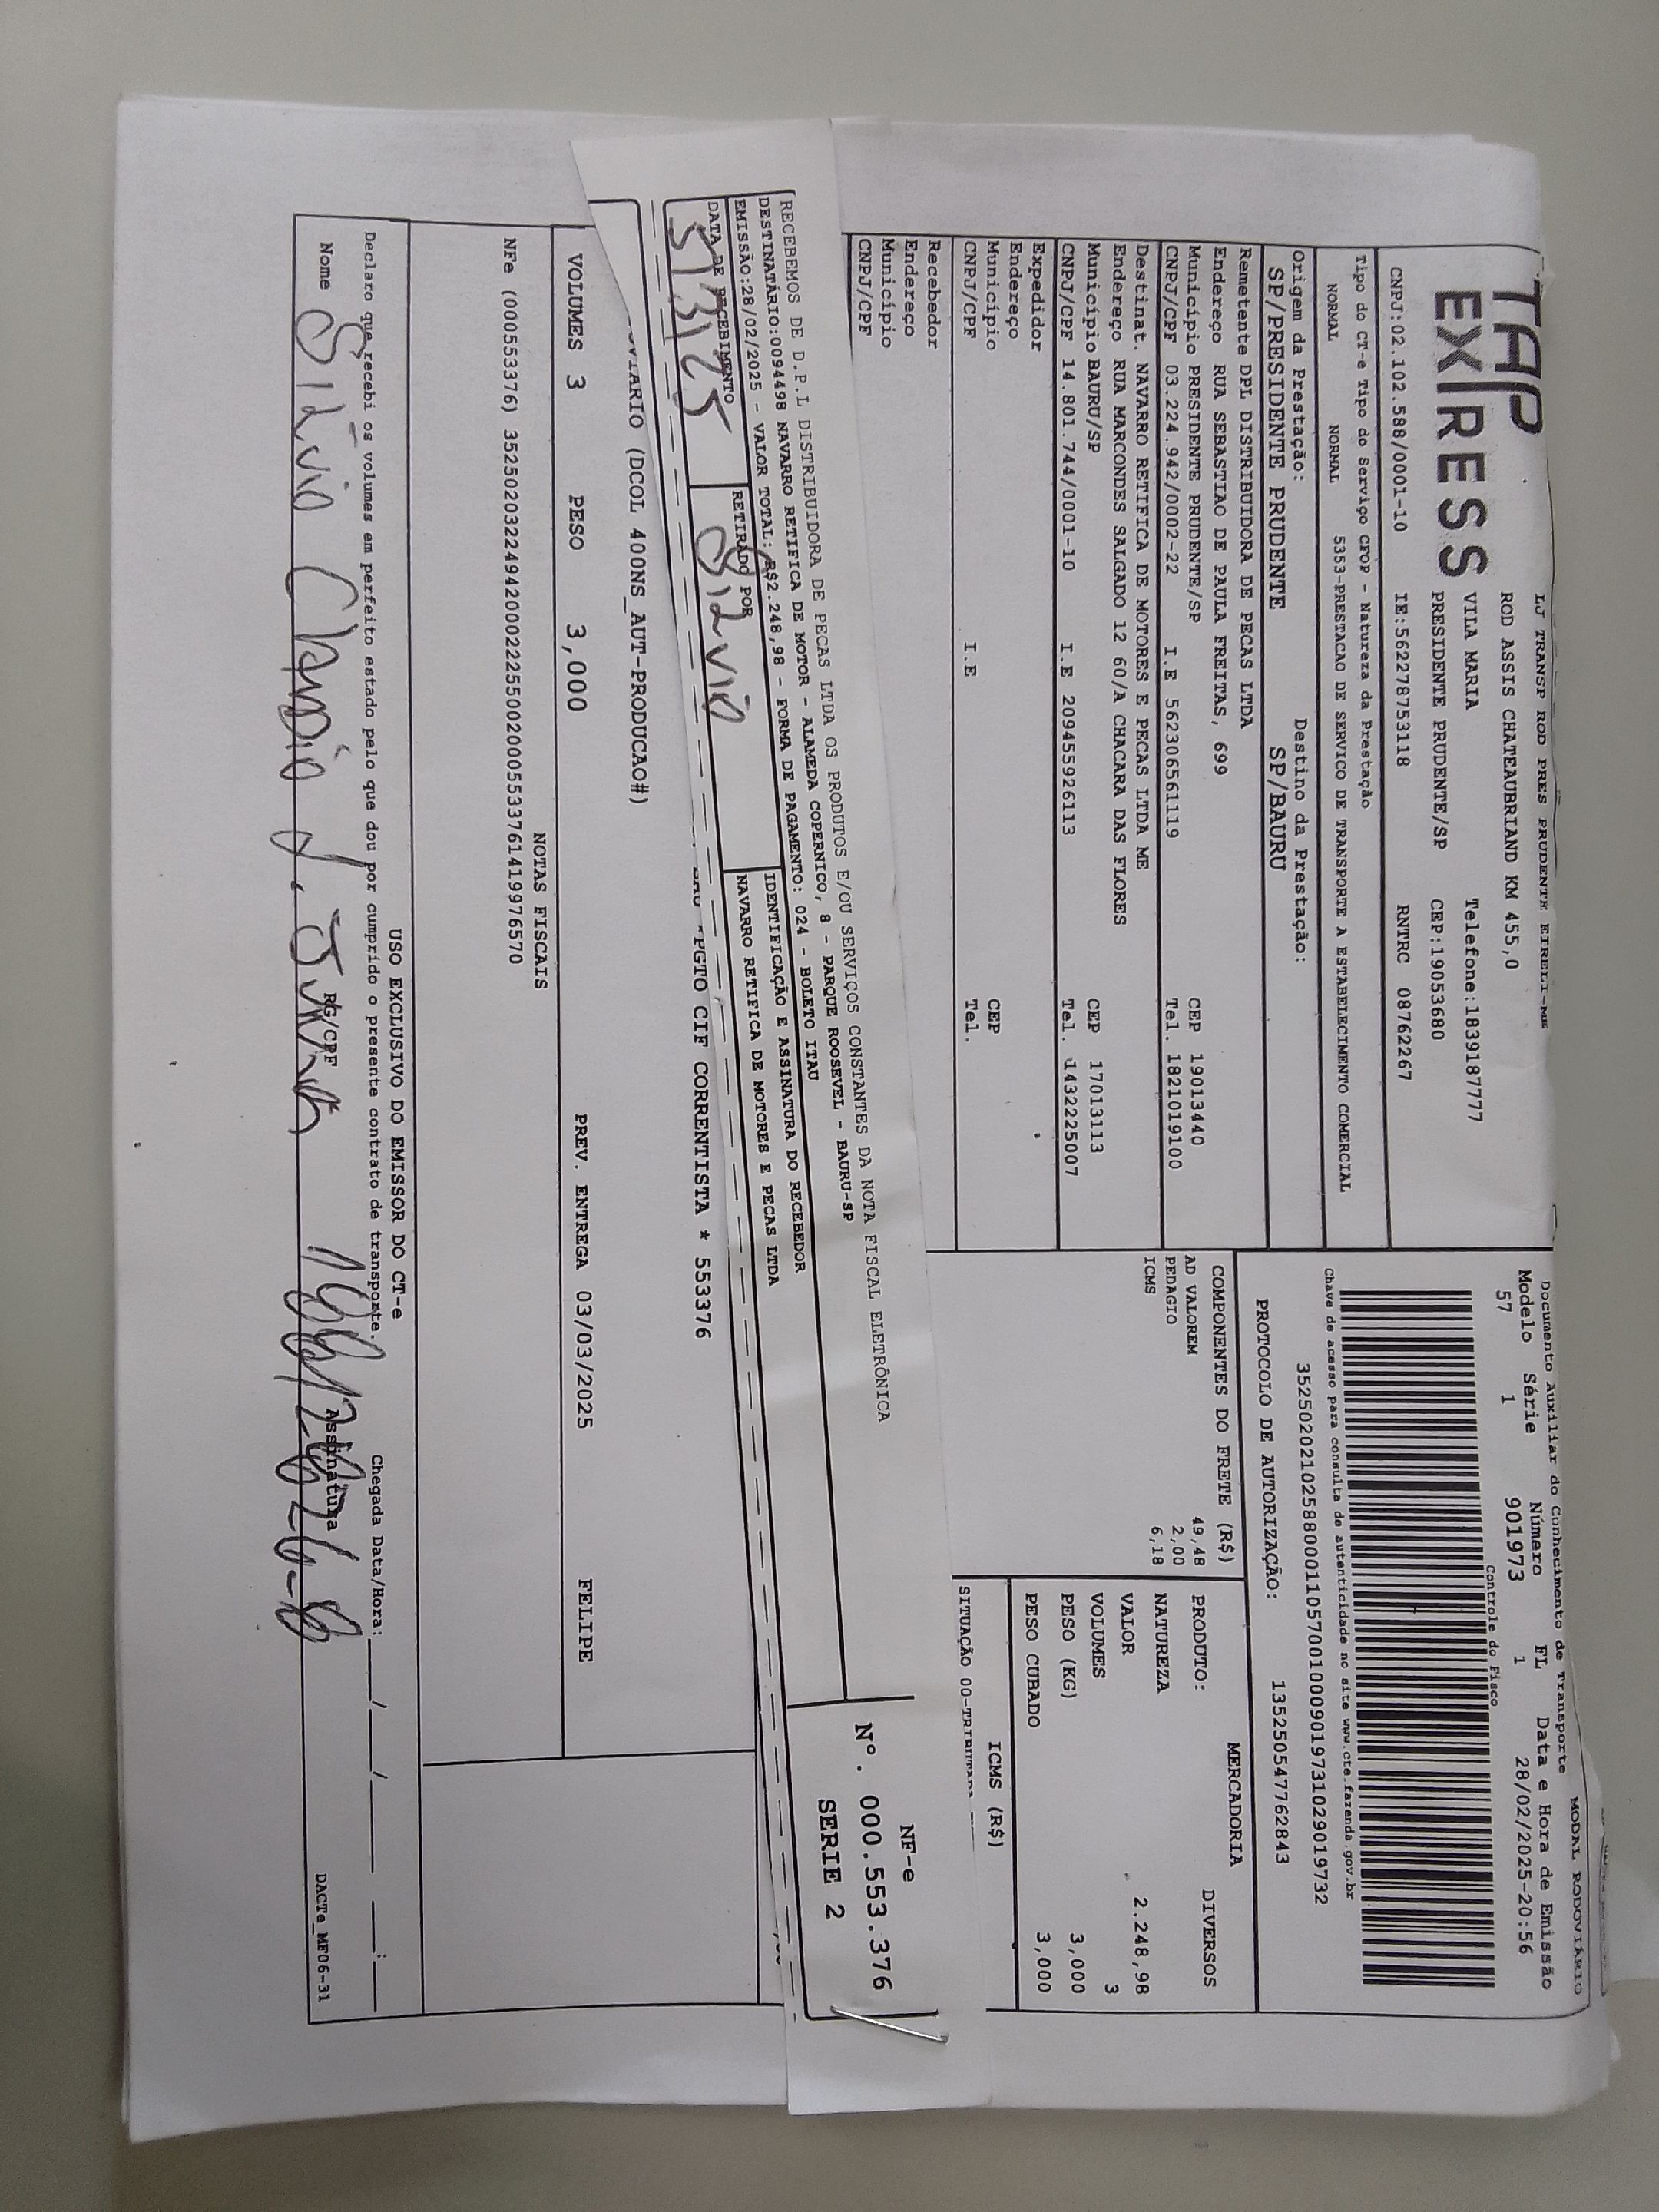 LJ TRANSP ROD PRES PRUDENTE EIRELI-ME
TAP EXPRESS
ROD ASSIS CHATEAUBRIAND KM 455,0
VILA MARIA Telefone:1839187777
PRESIDENTE PRUDENTE/SP CEP:19053680
CNPJ:02.102.588/0001-10 IE:562278753118 RNTRC 08762267
Tipo do CT-e Tipo do Serviço CFOP - Natureza da Prestação
NORMAL NORMAL 5353-PRESTACAO DE SERVICO DE TRANSPORTE A ESTABELECIMENTO COMERCIAL
Origem da Prestação: Destino da Prestação:
SP/PRESIDENTE PRUDENTE SP/BAURU
Remetente DPL DISTRIBUIDORA DE PECAS LTDA
Endereço RUA SEBASTIAO DE PAULA FREITAS, 699
Município PRESIDENTE PRUDENTE/SP CEP 19013440
CNPJ/CPF 03.224.942/0002-22 I.E 562306561119 Tel. 1821019100
Destinat. NAVARRO RETIFICA DE MOTORES E PECAS LTDA ME
Endereço RUA MARCONDES SALGADO 12 60/A CHACARA DAS FLORES
Município BAURU/SP CEP 17013113
CNPJ/CPF 14.801.744/0001-10 I.E 209455926113 Tel. 1432225007
Expedidor
Endereço
Município CEP
CNPJ/CPF I.E Tel.
Recebedor
Endereço
Município
CNPJ/CPF
MODAL RODOVIÁRIO
Documento Auxiliar do Conhecimento de Transporte
Modelo Série Número FL Data e Hora de Emissão
57 1 901973 1 28/02/2025-20:56
Controle do Fisco
Chave de acesso para consulta de autenticidade no site www.cte.fazenda.gov.br
35250202102588000110570010009019731029019732
PROTOCOLO DE AUTORIZAÇÃO: 135250547762843
COMPONENTES DO FRETE (R$)
AD VALOREM 49,48
PEDAGIO 2,00
ICMS 6,18
MERCADORIA
PRODUTO: DIVERSOS
NATUREZA
VALOR 2.248,98
VOLUMES 3
PESO (KG) 3,000
PESO CUBADO 3,000
ICMS (R$)
SITUAÇÃO 00-TRIBUTADA
RECEBEMOS DE D.P.L DISTRIBUIDORA DE PECAS LTDA OS PRODUTOS E/OU SERVIÇOS CONSTANTES DA NOTA FISCAL ELETRÔNICA
DESTINATÁRIO:0094498 NAVARRO RETIFICA DE MOTOR - ALAMEDA COPERNICO, 8 - PARQUE ROOSEVEL - BAURU-SP
EMISSÃO:28/02/2025 - VALOR TOTAL: R$2.248,98 - FORMA DE PAGAMENTO: 024 - BOLETO ITAU
DATA DE RECEBIMENTO RETIRADO POR IDENTIFICAÇÃO E ASSINATURA DO RECEBEDOR
5/3/25 Silvio NAVARRO RETIFICA DE MOTORES E PECAS LTDA
NF-e
Nº. 000.553.376
SERIE 2
PGTO CIF CORRENTISTA * 553376
(DCOL 400NS_AUT-PRODUCAO#)
VOLUMES 3 PESO 3,000 PREV. ENTREGA 03/03/2025 FELIPE
NOTAS FISCAIS
NFe (000553376) 35250203224942000222550020005533761419976570
USO EXCLUSIVO DO EMISSOR DO CT-e
Declaro que recebi os volumes em perfeito estado pelo que dou por cumprido o presente contrato de transporte. Chegada Data/Hora:___/___/____ __:__
Nome Silvio Claudio J. RG/CPF Assinatura DACTe_MF06-31